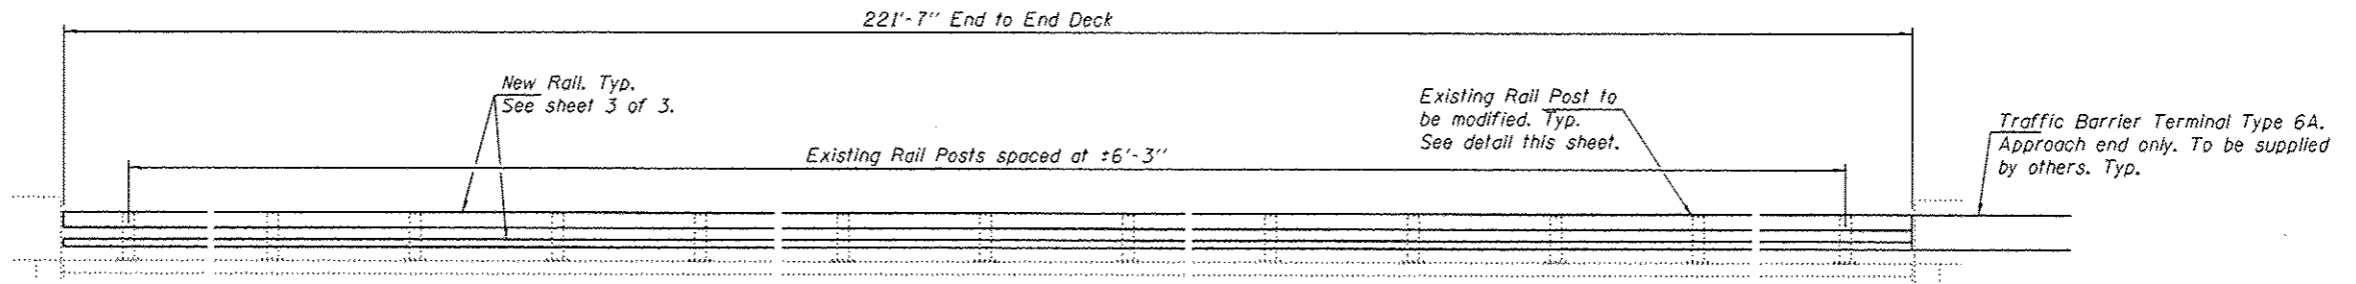 221'-7" End to End Deck
New Rail. Typ.
See sheet 3 of 3.
Existing Rail Post to
be modified. Typ.
See detail this sheet.
Traffic Barrier Terminal Type 6A.
Approach end only. To be supplied
by others. Typ.
Existing Rail Posts spaced at ±6'-3"